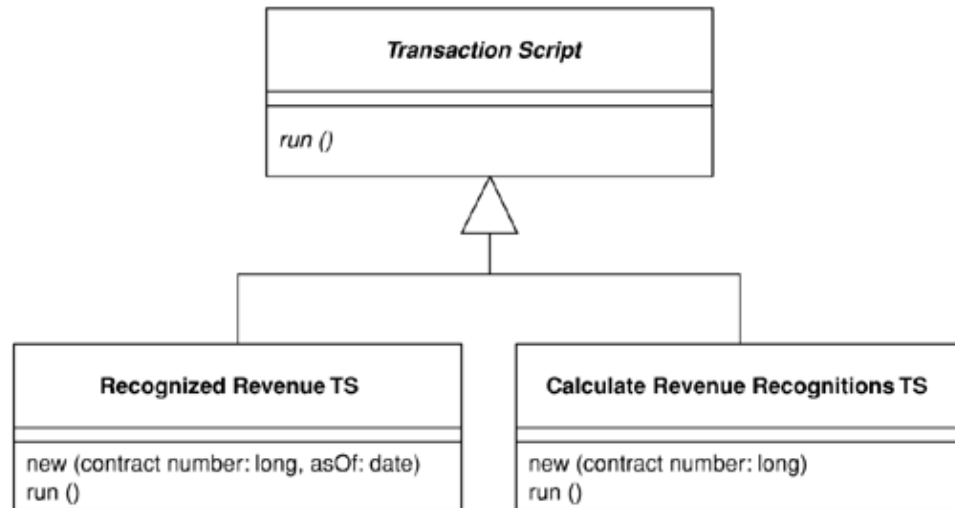 Transaction Script
run ()
Recognized Revenue TS
new (contract number: long, asOf: date)
run ()
Calculate Revenue Recognitions TS
new (contract number: long)
run ()